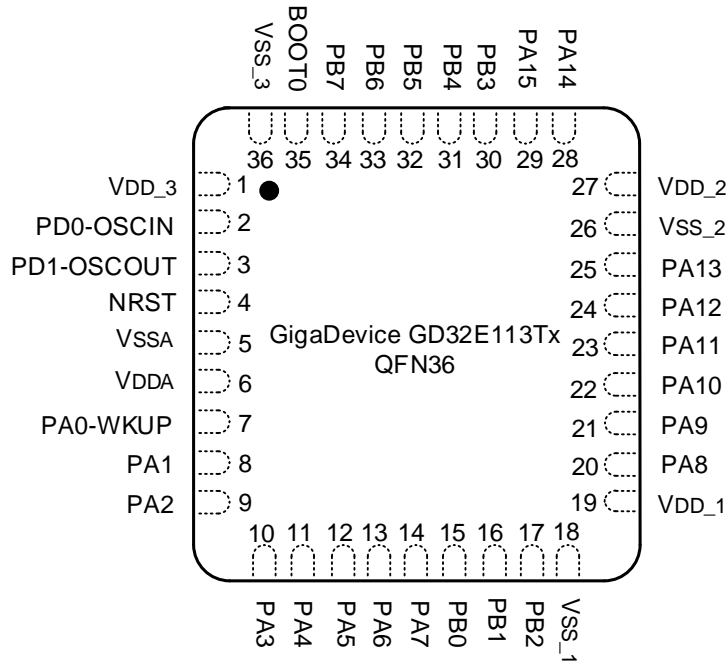 VSS_3
BOOT0
PB7
PB6
PB5
PB4
PB3
PA15
PA14
36 35 34 33 32 31 30 29 28
VDD_3 1
PD0-OSCIN 2
PD1-OSCOUT 3
NRST 4
VSSA 5
VDDA 6
PA0-WKUP 7
PA1 8
PA2 9
GigaDevice GD32E113Tx
QFN36
27 VDD_2
26 VSS_2
25 PA13
24 PA12
23 PA11
22 PA10
21 PA9
20 PA8
19 VDD_1
10 11 12 13 14 15 16 17 18
PA3
PA4
PA5
PA6
PA7
PB0
PB1
PB2
VSS_1